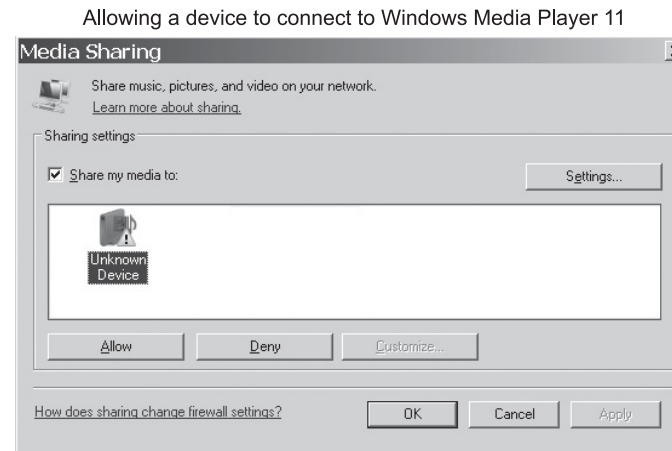 Allowing a device to connect to Windows Media Player 11
Media Sharing
Share music, pictures, and video on your network.
Learn more about sharing.
Sharing settings
Share my media to:
Settings...
Unknown
Device
Allow
Deny
Customize...
How does sharing change firewall settings?
OK
Cancel
Apply